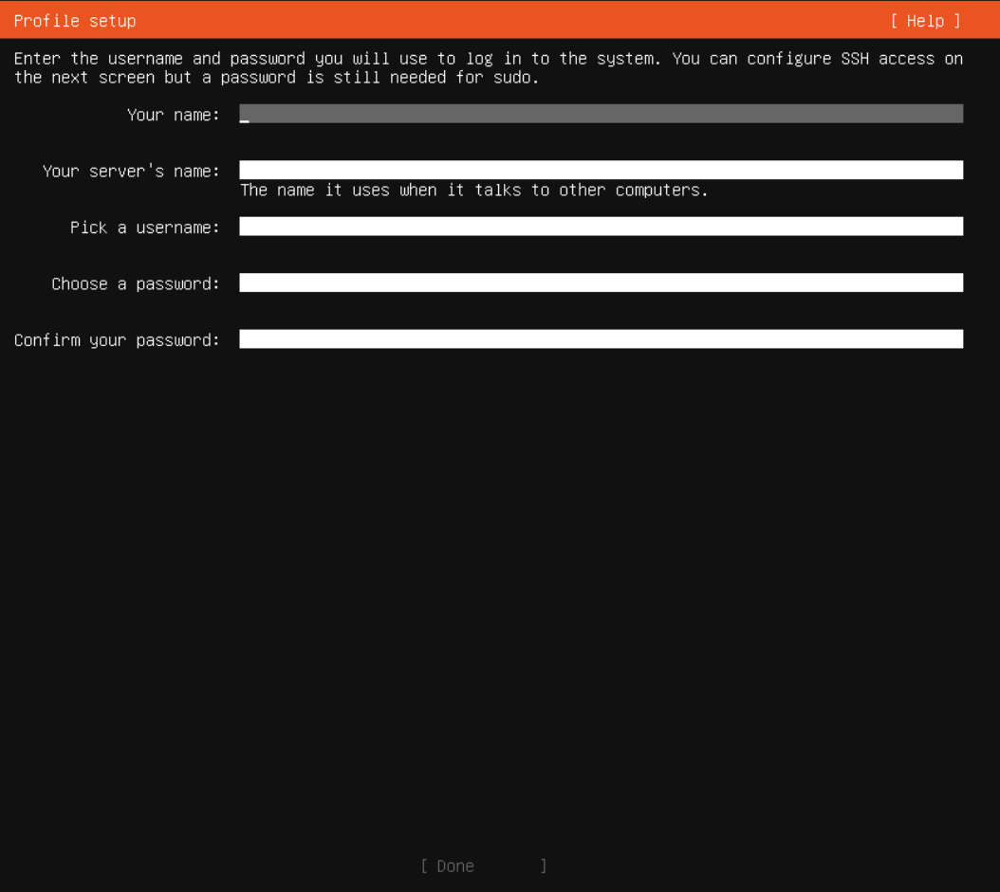 Profile setup [ Help ]
Enter the username and password you will use to log in to the system. You can configure SSH access on
the next screen but a password is still needed for sudo.
Your name:
Your server's name:
The name it uses when it talks to other computers.
Pick a username:
Choose a password:
Confirm your password:
[ Done ]